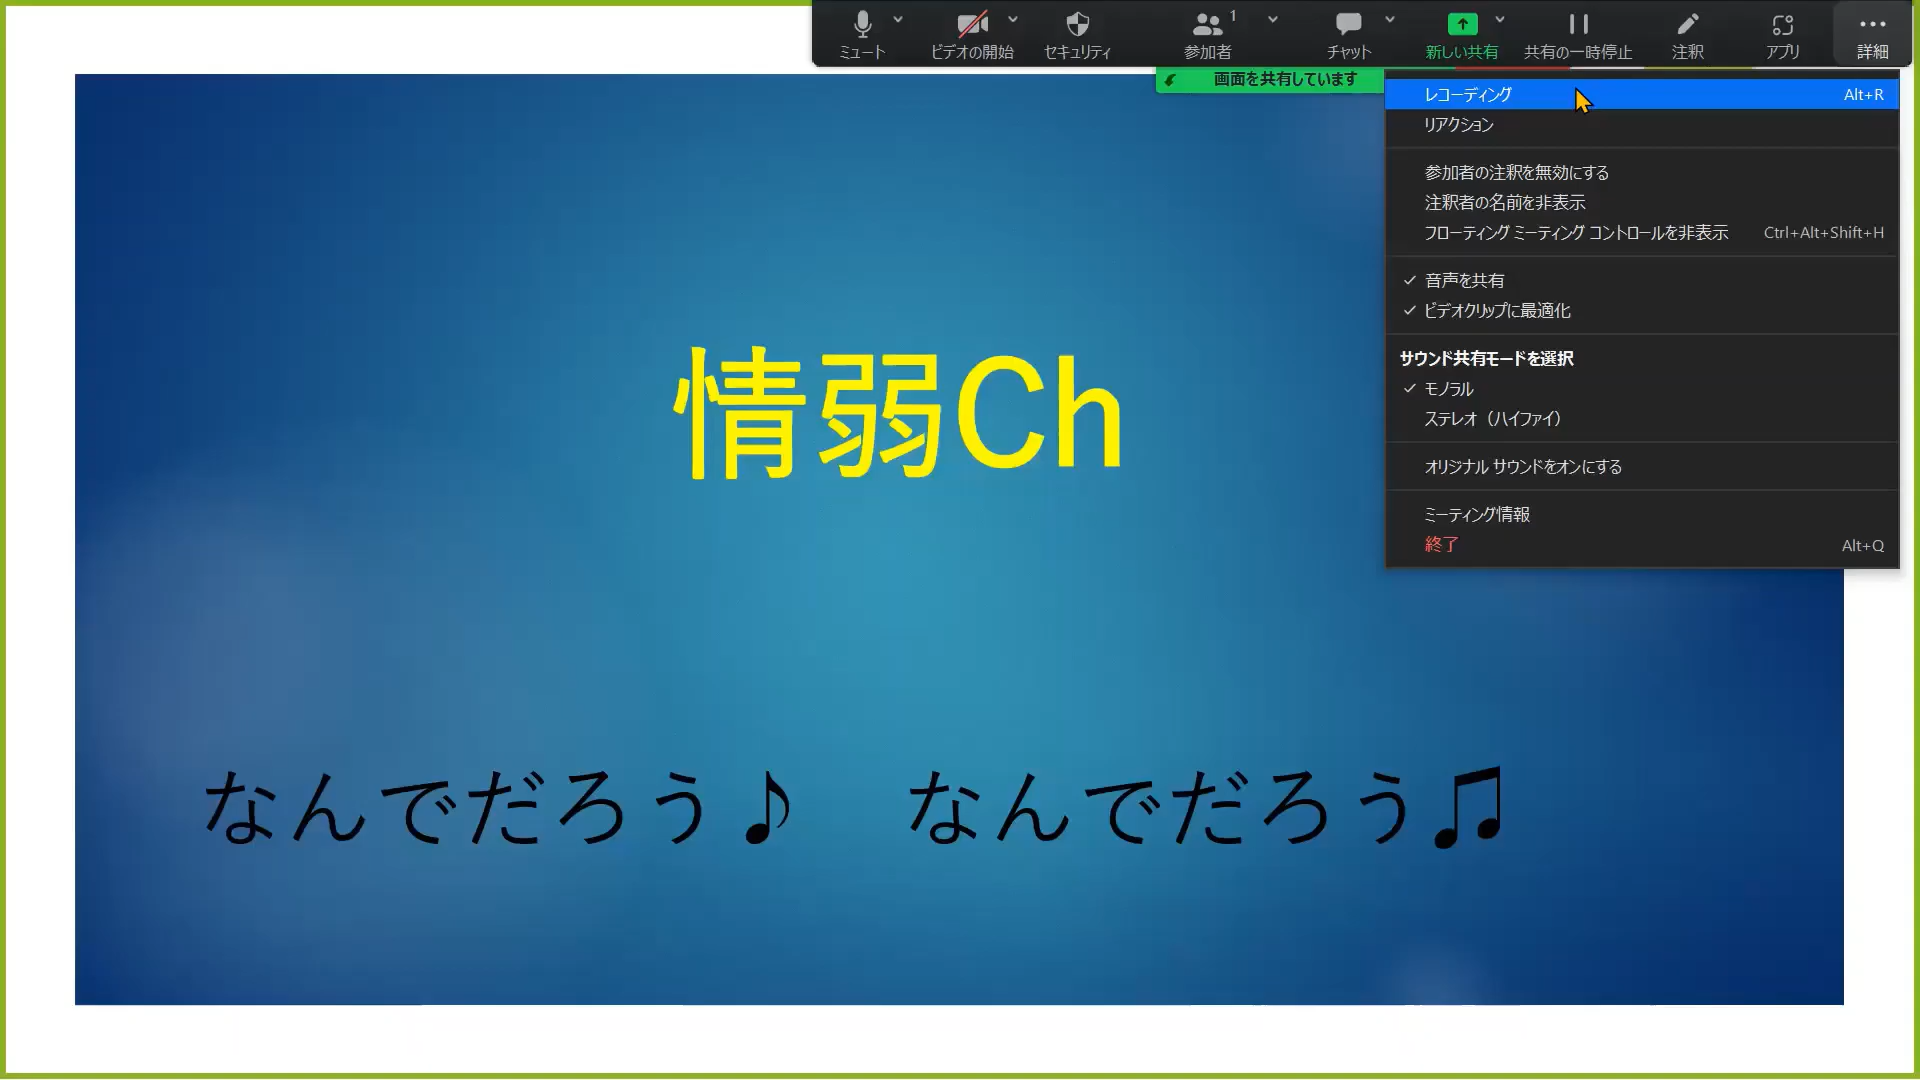 ミュート
ビデオの開始
セキュリティ
1
参加者
チャット
新しい共有
共有の一時停止
注釈
アプリ
詳細
画面を共有しています
レコーディング Alt+R
リアクション
参加者の注釈を無効にする
注釈者の名前を非表示
フローティング ミーティング コントロールを非表示 Ctrl+Alt+Shift+H
音声を共有
ビデオクリップに最適化
サウンド共有モードを選択
モノラル
ステレオ（ハイファイ）
オリジナル サウンドをオンにする
ミーティング情報
終了 Alt+Q
情弱Ch
なんでだろう♪ なんでだろう♫